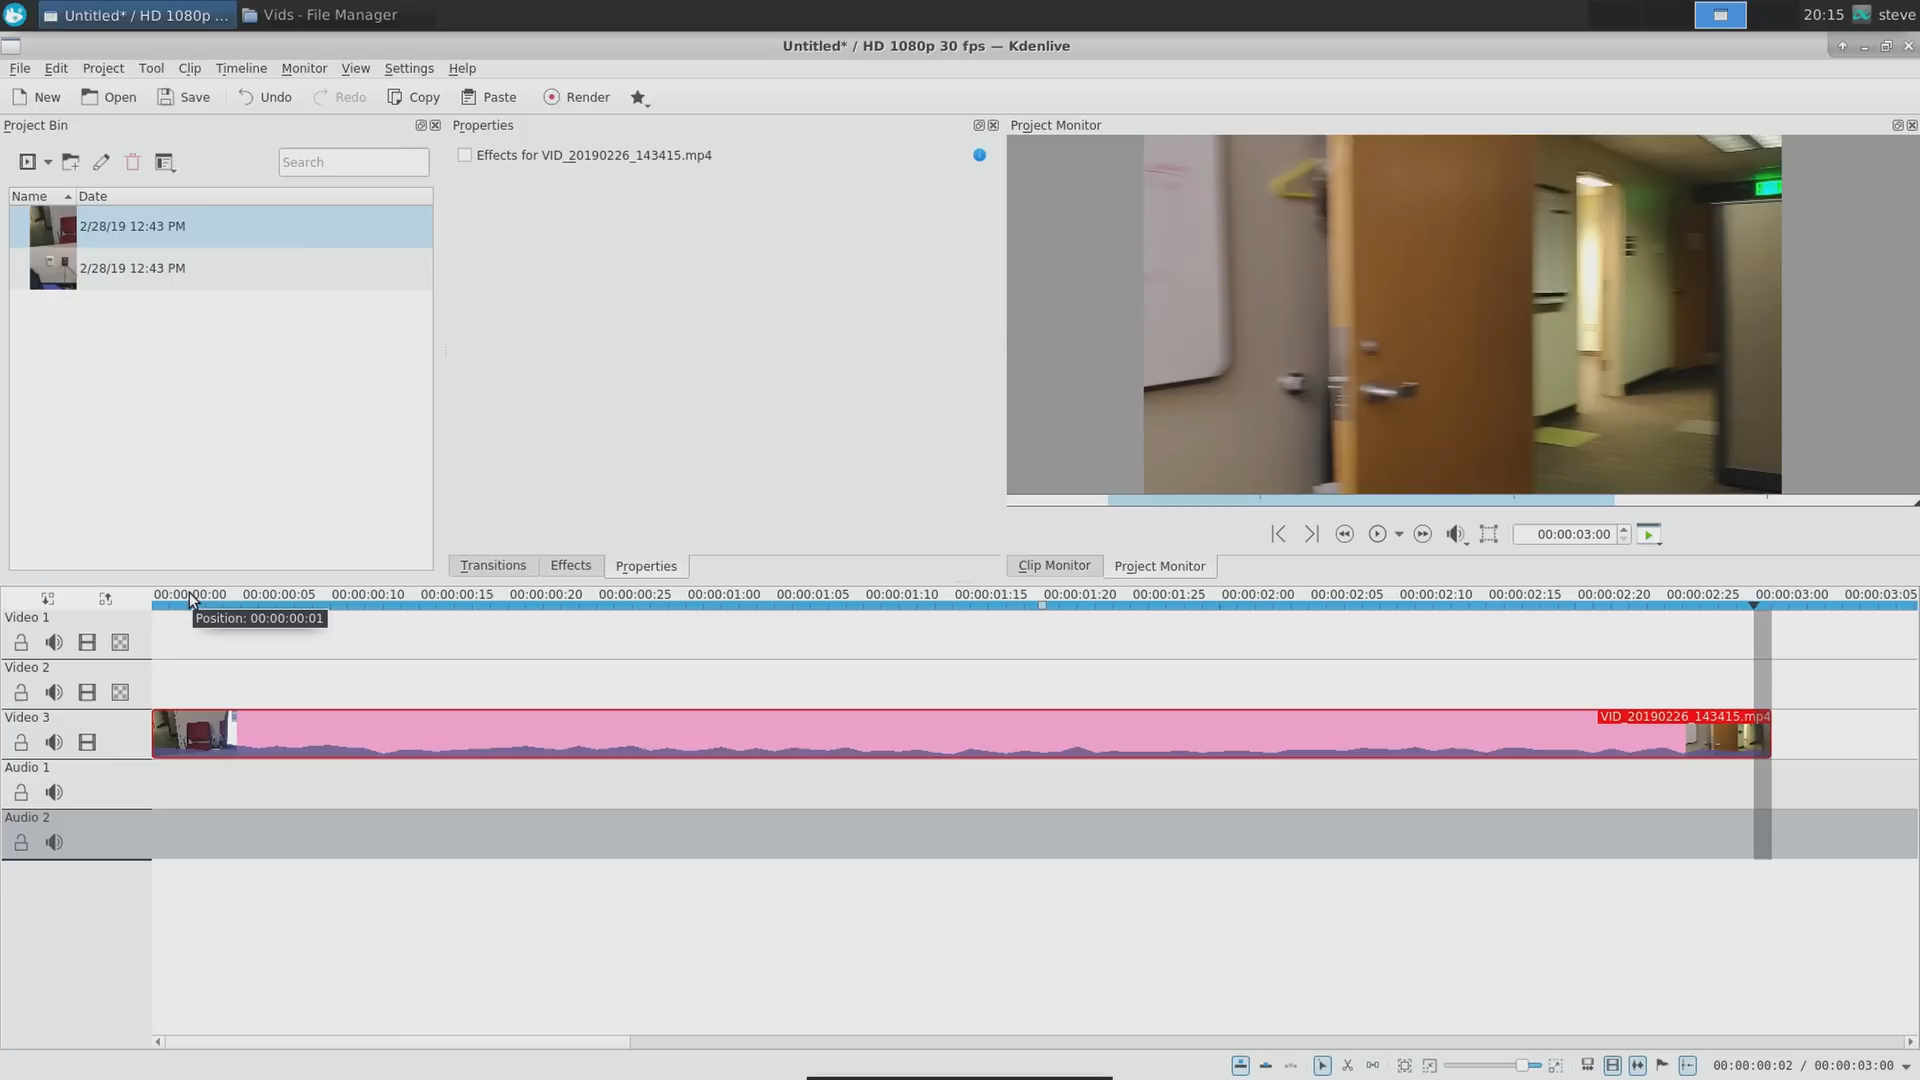 Untitled* / HD 1080p ...
Vids - File Manager
20:15
steve
Untitled* / HD 1080p 30 fps — Kdenlive
File Edit Project Tool Clip Timeline Monitor View Settings Help
New Open Save Undo Redo Copy Paste Render
Project Bin
Search
Name Date
2/28/19 12:43 PM
2/28/19 12:43 PM
Properties
Effects for VID_20190226_143415.mp4
Transitions Effects Properties
Project Monitor
00:00:03:00
Clip Monitor Project Monitor
00:00:00:00 00:00:00:05 00:00:00:10 00:00:00:15 00:00:00:20 00:00:00:25 00:00:01:00 00:00:01:05 00:00:01:10 00:00:01:15 00:00:01:20 00:00:01:25 00:00:02:00 00:00:02:05 00:00:02:10 00:00:02:15 00:00:02:20 00:00:02:25 00:00:03:00 00:00:03:05
Position: 00:00:00:01
Video 1
Video 2
Video 3
VID_20190226_143415.mp4
Audio 1
Audio 2
00:00:00:02 / 00:00:03:00